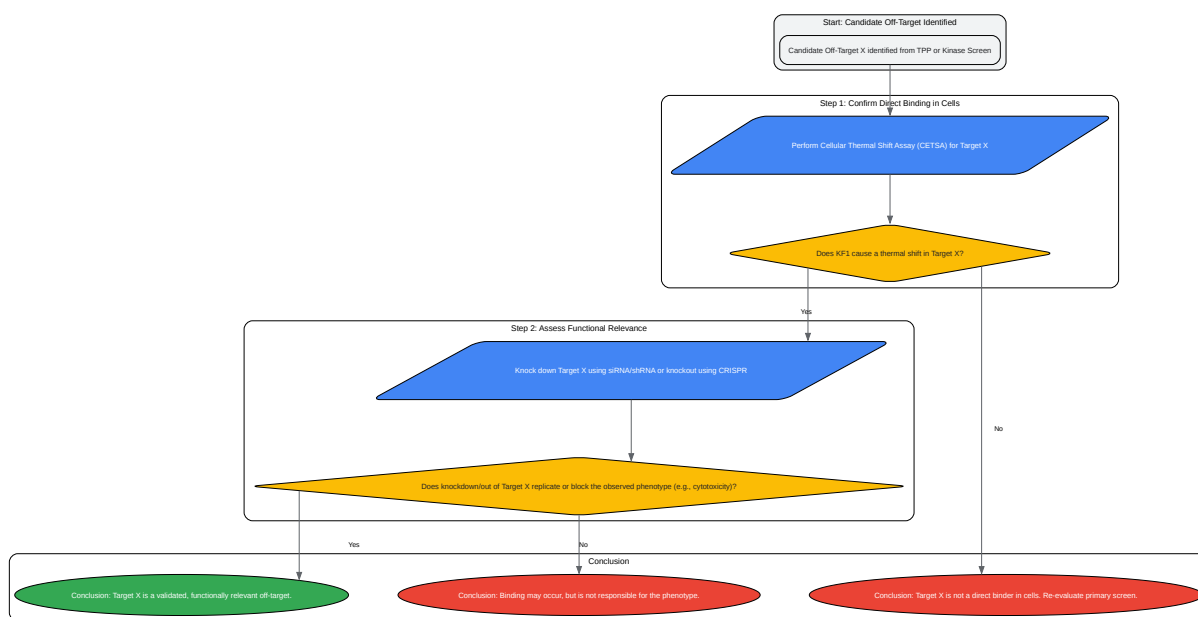 Start: Candidate Off-Target Identified
Candidate Off-Target X identified from TPP or Kinase Screen
Step 1: Confirm Direct Binding in Cells
Perform Cellular Thermal Shift Assay (CETSA) for Target X
Does KF1 cause a thermal shift in Target X?
Yes
Step 2: Assess Functional Relevance
Knock down Target X using siRNA/shRNA or knockout using CRISPR
No
Does knockdown/out of Target X replicate or block the observed phenotype (e.g., cytotoxicity)?
Yes
No
Conclusion
Conclusion: Target X is a validated, functionally relevant off-target.
Conclusion: Binding may occur, but is not responsible for the phenotype.
Conclusion: Target X is not a direct binder in cells. Re-evaluate primary screen.